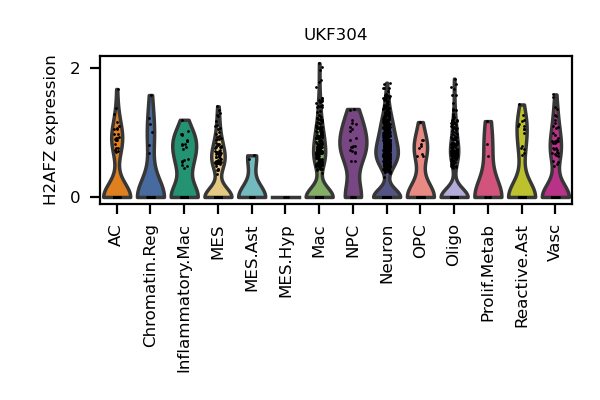 UKF304
H2AFZ expression
2
0
AC
Chromatin.Reg
Inflammatory.Mac
MES
MES.Ast
MES.Hyp
Mac
NPC
Neuron
OPC
Oligo
Prolif.Metab
Reactive.Ast
Vasc